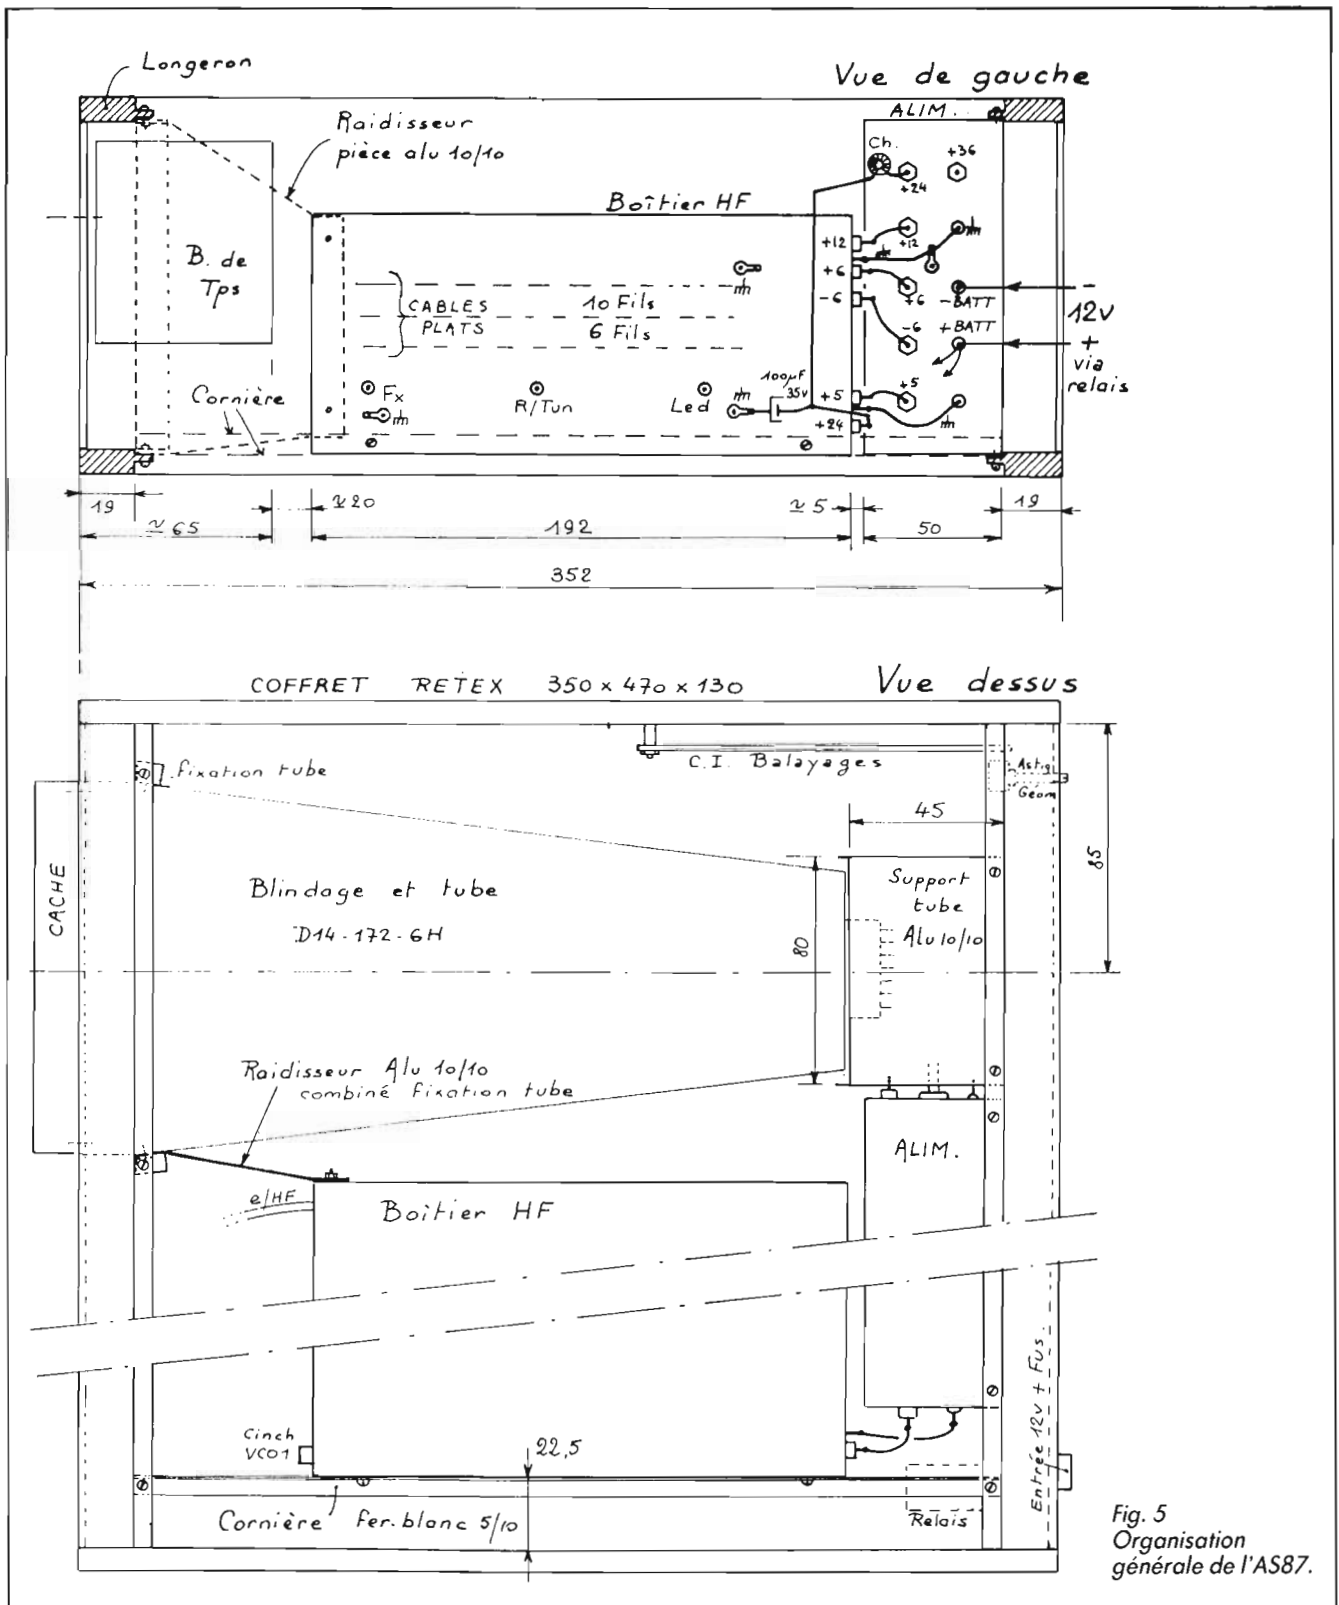 Longeron
Vue de gauche
Raidisseur
pièce alu 10/10
ALIM.
Ch.
+36
+24
Boîtier HF
B. de
Tps
+12
+12
+6
+6
-6
-6
-BATT
+BATT
-
12V
+
via
relais
CABLES
PLATS
10 Fils
6 Fils
Cornière
Fx
R/Tun
Led
100µF
35V
+5
+5
+24
19
≃ 65
≃ 20
192
≃ 5
50
19
352
COFFRET RETEX 350 x 470 x 130
Vue dessus
fixation tube
C.I. Balayages
Astig
Géom
45
85
CACHE
Blindage et tube
D14-172-6H
80
Support
tube
Alu 10/10
Raidisseur Alu 10/10
combiné fixation tube
e/HF
Boîtier HF
ALIM.
Cinch
VCO1
22,5
Entrée 12V + Fus.
Relais
Cornière fer.blanc 5/10
Fig. 5
Organisation
générale de l'AS87.